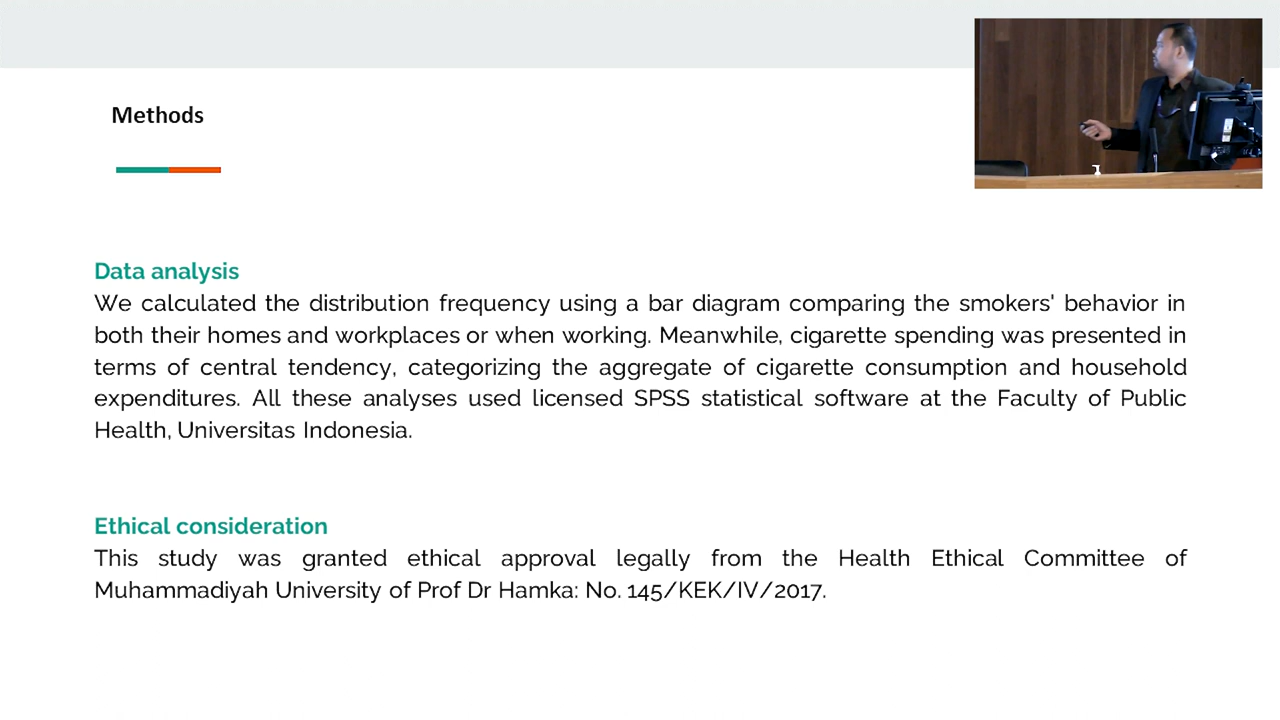 Methods
Data analysis
We calculated the distribution frequency using a bar diagram comparing the smokers' behavior in
both their homes and workplaces or when working. Meanwhile, cigarette spending was presented in
terms of central tendency, categorizing the aggregate of cigarette consumption and household
expenditures. All these analyses used licensed SPSS statistical software at the Faculty of Public
Health, Universitas Indonesia.
Ethical consideration
This study was granted ethical approval legally from the Health Ethical Committee of
Muhammadiyah University of Prof Dr Hamka: No. 145/KEK/IV/2017.